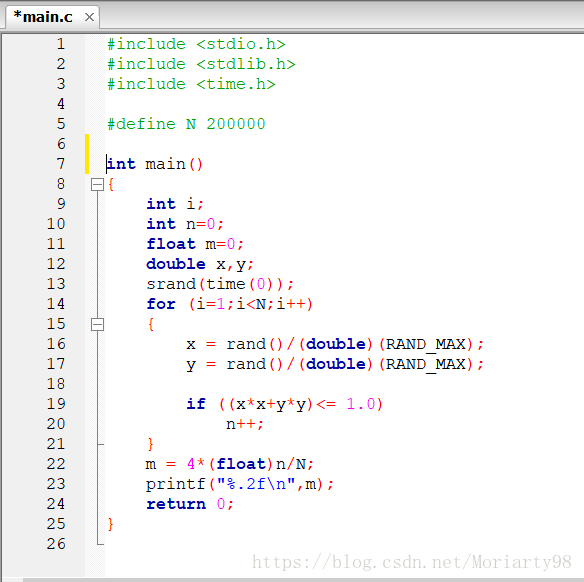 *main.c ×
1 #include <stdio.h>
2 #include <stdlib.h>
3 #include <time.h>
4
5 #define N 200000
6
7 int main()
8 {
9     int i;
10     int n=0;
11     float m=0;
12     double x,y;
13     srand(time(0));
14     for (i=1;i<N;i++)
15     {
16         x = rand()/(double)(RAND_MAX);
17         y = rand()/(double)(RAND_MAX);
18
19         if ((x*x+y*y)<= 1.0)
20             n++;
21     }
22     m = 4*(float)n/N;
23     printf("%.2f\n",m);
24     return 0;
25 }
26
https://blog.csdn.net/Moriarty98